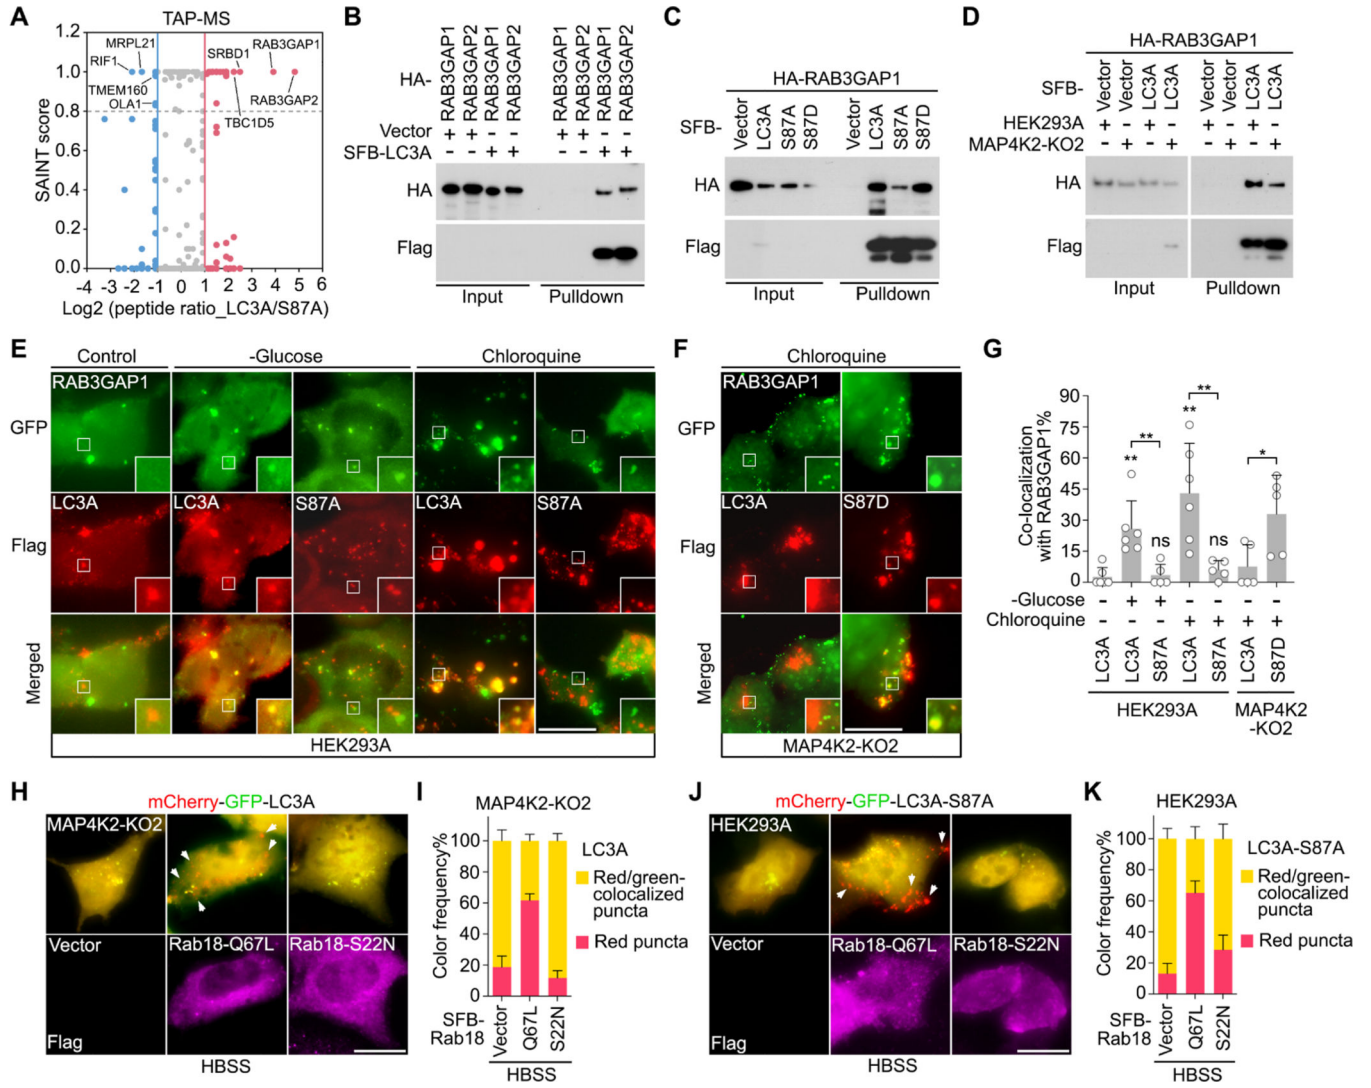 A
TAP-MS
1.2
1.0
0.8
0.6
0.4
0.2
0.0
SAINT score
MRPL21
RIF1
TMEM160
OLA1
SRBD1
RAB3GAP1
RAB3GAP2
TBC1D5
-4 -3 -2 -1 0 1 2 3 4 5 6
Log2 (peptide ratio_LC3A/S87A)
B
HA-
RAB3GAP1
RAB3GAP2
RAB3GAP1
RAB3GAP2
RAB3GAP1
RAB3GAP2
RAB3GAP1
RAB3GAP2
Vector + + - - + + - -
SFB-LC3A - - + + - - + +
HA
Flag
Input Pulldown
C
HA-RAB3GAP1
SFB-
Vector LC3A S87A S87D Vector LC3A S87A S87D
HA
Flag
Input Pulldown
D
HA-RAB3GAP1
SFB-
Vector Vector LC3A LC3A Vector Vector LC3A LC3A
HEK293A + - + - + - + -
MAP4K2-KO2 - + - + - + - +
HA
Flag
Input Pulldown
E
Control -Glucose Chloroquine
RAB3GAP1
GFP
LC3A LC3A S87A LC3A S87A
Flag
Merged
HEK293A
F
Chloroquine
RAB3GAP1
GFP
LC3A S87D
Flag
Merged
MAP4K2-KO2
G
Co-localization
with RAB3GAP1%
90
75
60
45
30
15
0
** ** ns ** ** ns *
-Glucose - + + - - - -
Chloroquine - - - + + + +
LC3A LC3A S87A LC3A S87A LC3A S87D
HEK293A MAP4K2
-KO2
H
mCherry-GFP-LC3A
MAP4K2-KO2
Vector Rab18-Q67L Rab18-S22N
Flag
HBSS
I
MAP4K2-KO2
Color frequency%
100
80
60
40
20
0
LC3A
Red/green-
colocalized
puncta
Red puncta
SFB-
Rab18
Vector Q67L S22N
HBSS
J
mCherry-GFP-LC3A-S87A
HEK293A
Vector Rab18-Q67L Rab18-S22N
Flag
HBSS
K
HEK293A
Color frequency%
100
80
60
40
20
0
LC3A-S87A
Red/green-
colocalized
puncta
Red puncta
SFB-
Rab18
Vector Q67L S22N
HBSS